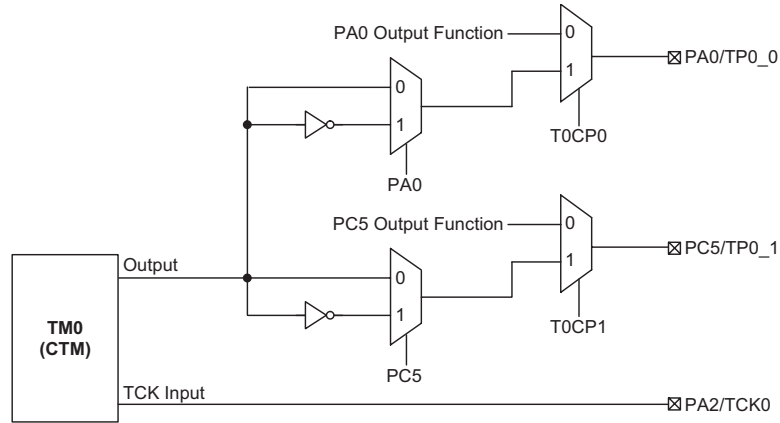 PA0 Output Function
0
1
PA0/TP0_0
T0CP0
0
1
PA0
PC5 Output Function
0
1
PC5/TP0_1
T0CP1
Output
0
1
PC5
TM0
(CTM)
TCK Input
PA2/TCK0